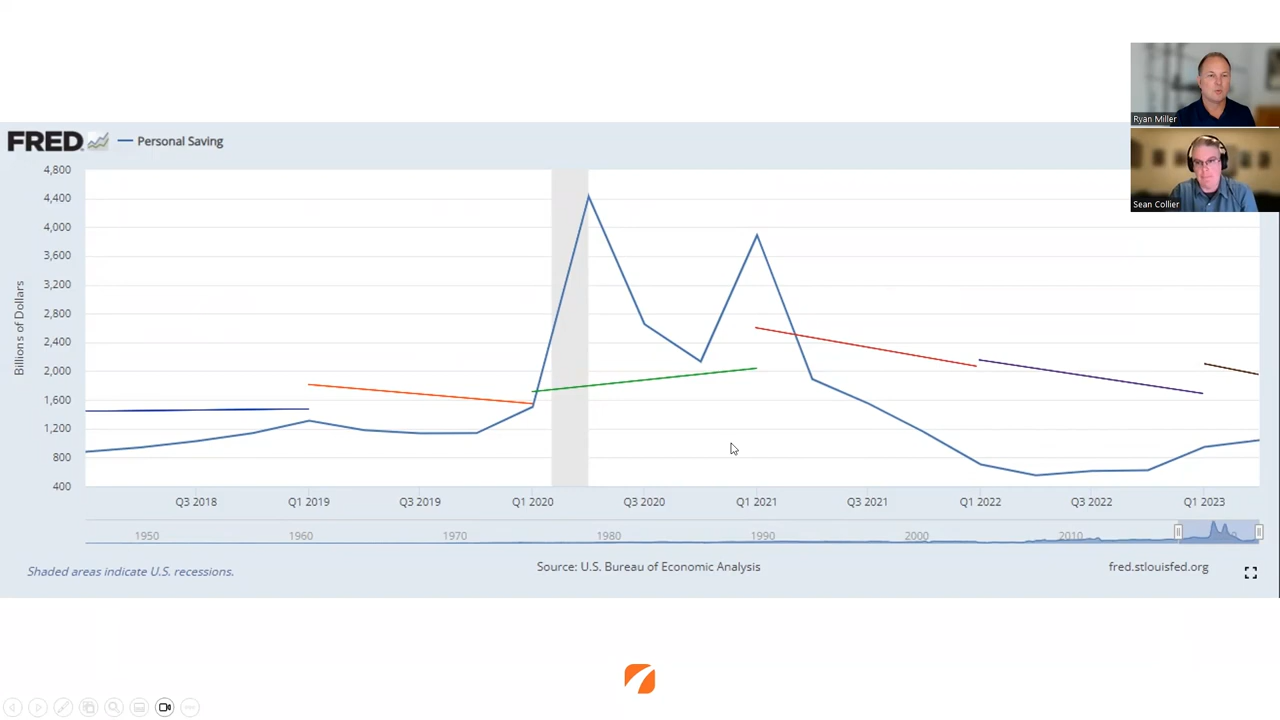 Ryan Miller
Sean Collier
FRED
Personal Saving
Billions of Dollars
4,800
4,400
4,000
3,600
3,200
2,800
2,400
2,000
1,600
1,200
800
400
Q3 2018 Q1 2019 Q3 2019 Q1 2020 Q3 2020 Q1 2021 Q3 2021 Q1 2022 Q3 2022 Q1 2023
1950 1960 1970 1980 1990 2000 2010
Shaded areas indicate U.S. recessions.
Source: U.S. Bureau of Economic Analysis
fred.stlouisfed.org